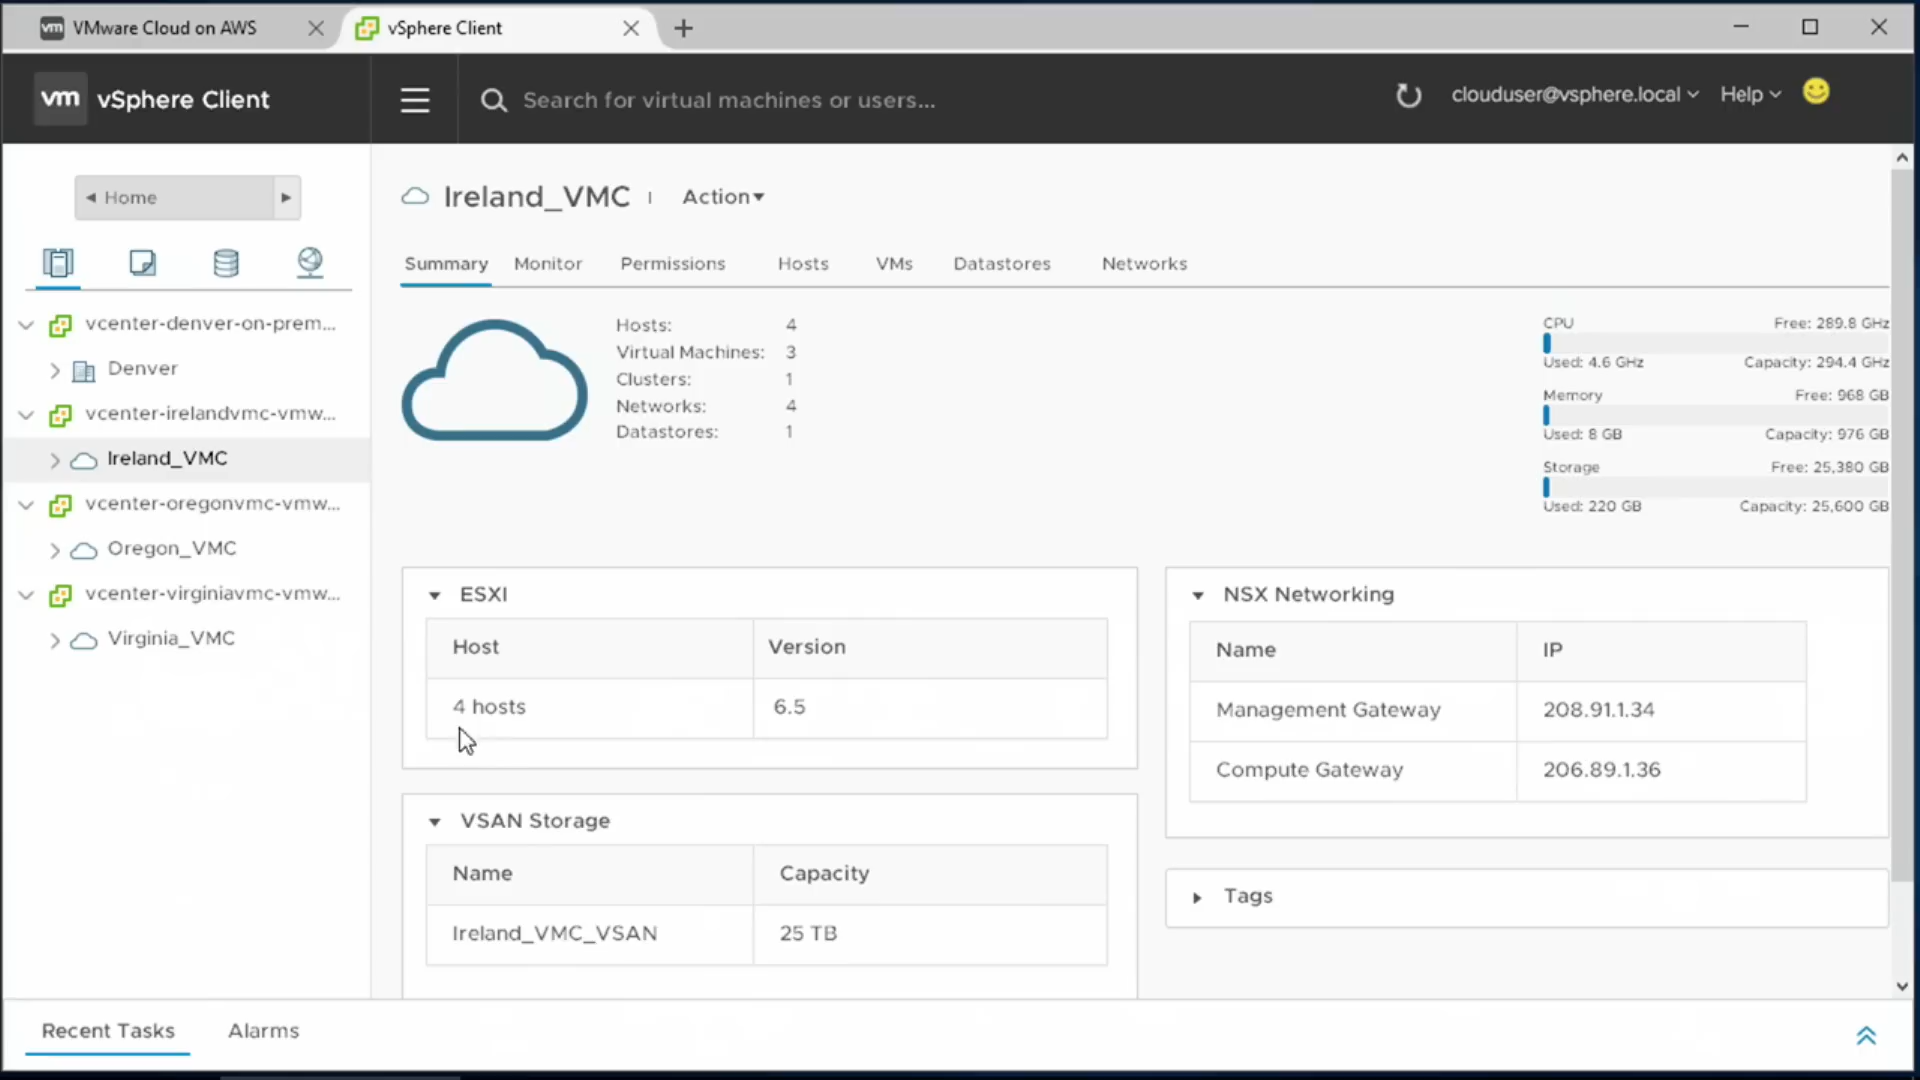 VMware Cloud on AWS
vSphere Client
vm vSphere Client
Search for virtual machines or users...
clouduser@vsphere.local
Help
Home
vcenter-denver-on-prem...
Denver
vcenter-irelandvmc-vmw...
Ireland_VMC
vcenter-oregonvmc-vmw...
Oregon_VMC
vcenter-virginiavmc-vmw...
Virginia_VMC
Ireland_VMC | Action
Summary Monitor Permissions Hosts VMs Datastores Networks
Hosts: 4
Virtual Machines: 3
Clusters: 1
Networks: 4
Datastores: 1
CPU Free: 289.8 GHz
Used: 4.6 GHz Capacity: 294.4 GHz
Memory Free: 968 GB
Used: 8 GB Capacity: 976 GB
Storage Free: 25,380 GB
Used: 220 GB Capacity: 25,600 GB
ESXI
Host Version
4 hosts 6.5
VSAN Storage
Name Capacity
Ireland_VMC_VSAN 25 TB
NSX Networking
Name IP
Management Gateway 208.91.1.34
Compute Gateway 206.89.1.36
Tags
Recent Tasks Alarms